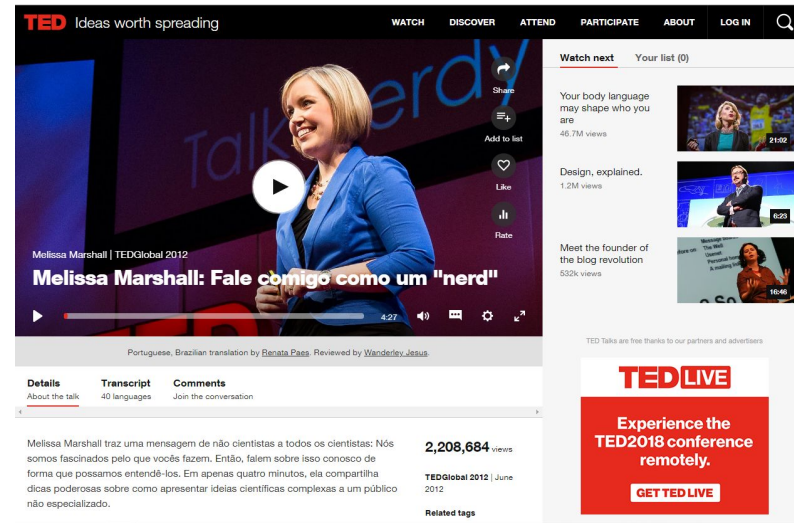 TED Ideas worth spreading
WATCH DISCOVER ATTEND PARTICIPATE ABOUT LOG IN
Talk Nerdy
Share
Add to list
Like
Rate
Melissa Marshall | TEDGlobal 2012
Melissa Marshall: Fale comigo como um "nerd"
4:27
Portuguese, Brazilian translation by Renata Paes. Reviewed by Wanderley Jesus.
Details Transcript Comments
About the talk 40 languages Join the conversation
Melissa Marshall traz uma mensagem de não cientistas a todos os cientistas: Nós
somos fascinados pelo que vocês fazem. Então, falem sobre isso conosco de
forma que possamos entendê-los. Em apenas quatro minutos, ela compartilha
dicas poderosas sobre como apresentar ideias científicas complexas a um público
não especializado.
2,208,684 views
TEDGlobal 2012 | June
2012
Related tags
Watch next Your list (0)
Your body language
may shape who you
are
46.7M views
21:02
Design, explained.
1.2M views
6:23
Meet the founder of
the blog revolution
532k views
The Well
Usenet
Personal home
A mailing
16:46
TED Talks are free thanks to our partners and advertisers
TED LIVE
Experience the
TED2018 conference
remotely.
GET TED LIVE